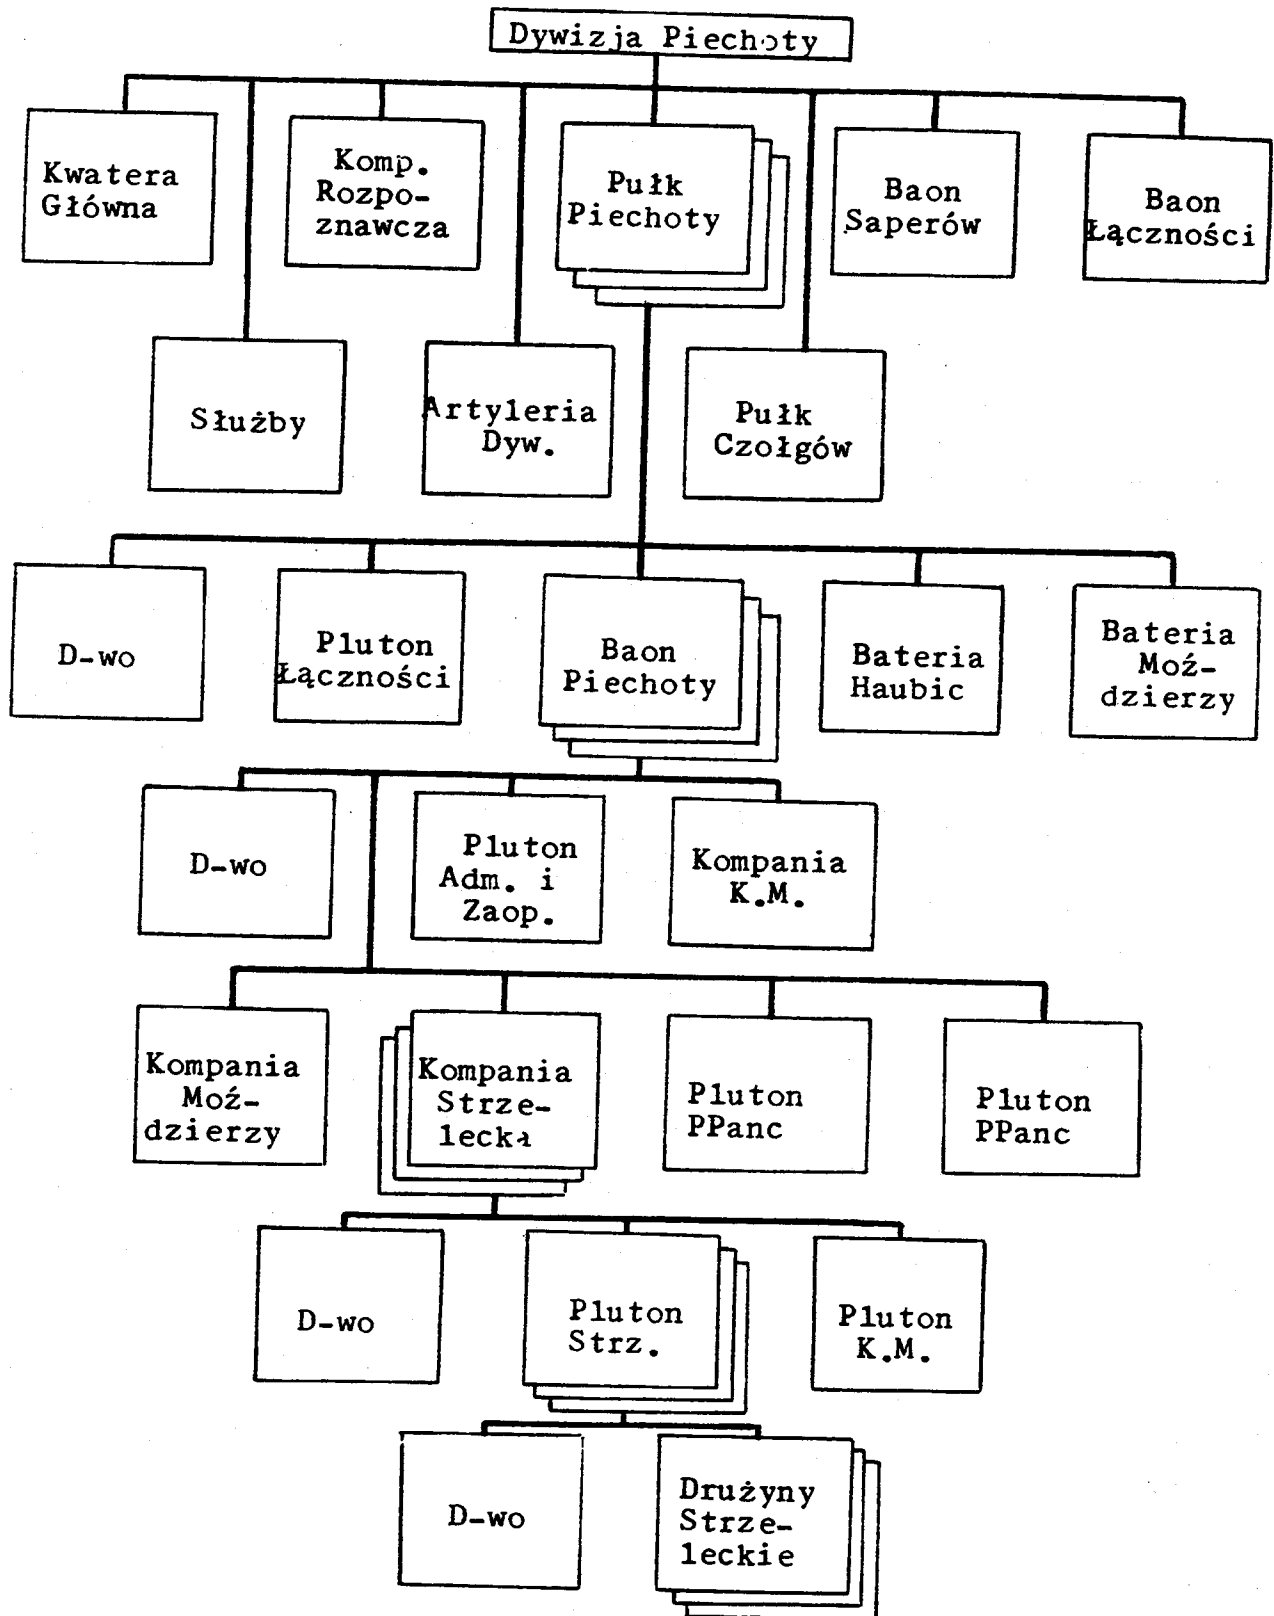 Dywizja Piechoty
Kwatera
Główna
Komp.
Rozpo-
znawcza
Pułk
Piechoty
Baon
Saperów
Baon
Łączności
Służby
Artyleria
Dyw.
Pułk
Czołgów
D-wo
Pluton
Łączności
Baon
Piechoty
Bateria
Haubic
Bateria
Moź-
dzierzy
D-wo
Pluton
Adm. i
Zaop.
Kompania
K.M.
Kompania
Moź-
dzierzy
Kompania
Strze-
lecka
Pluton
PPanc
Pluton
PPanc
D-wo
Pluton
Strz.
Pluton
K.M.
D-wo
Drużyny
Strze-
leckie